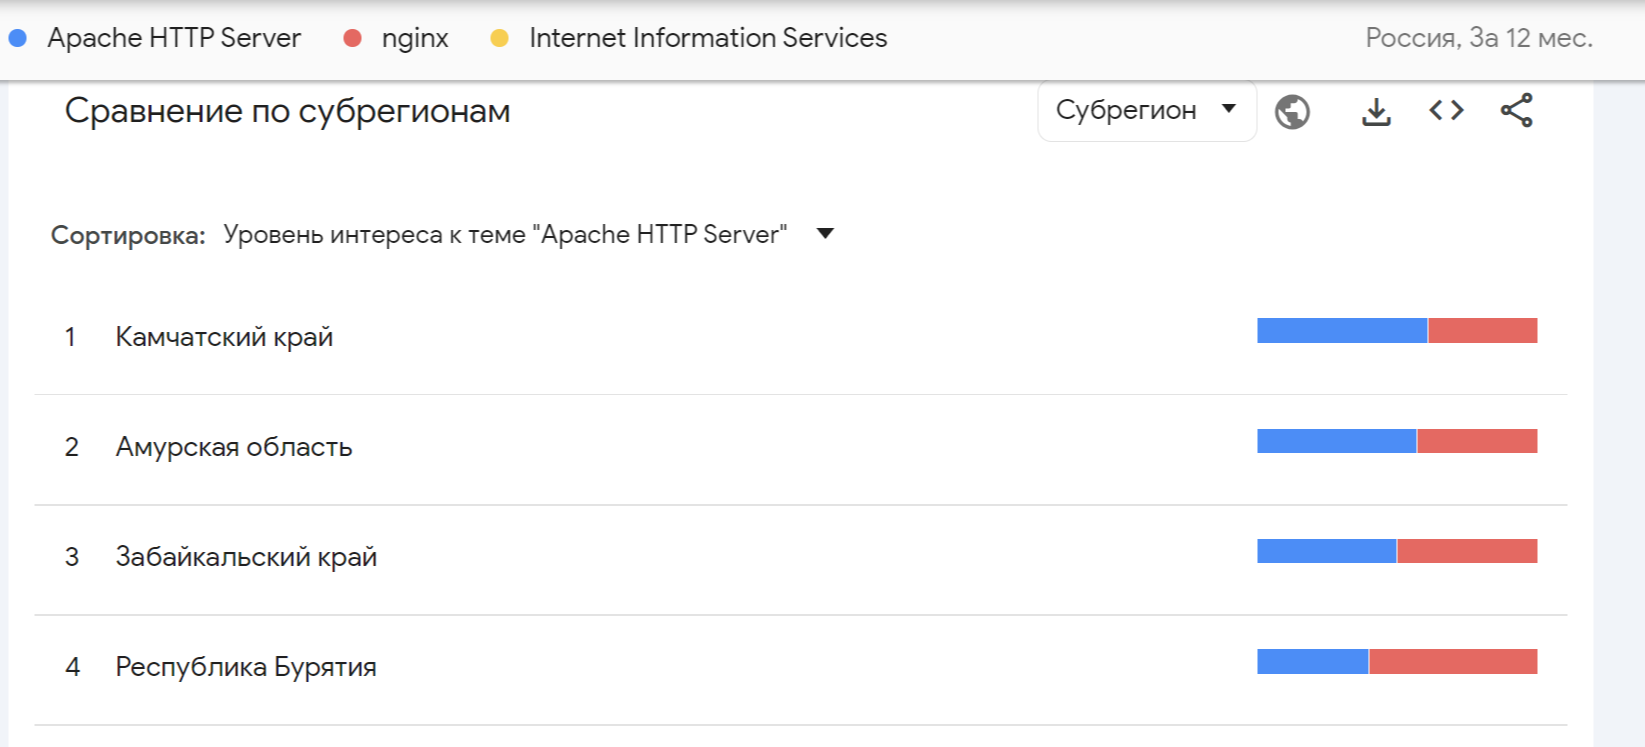 Apache HTTP Server nginx Internet Information Services Россия, За 12 мес.
Сравнение по субрегионам Субрегион
Сортировка: Уровень интереса к теме "Apache HTTP Server"
1 Камчатский край
2 Амурская область
3 Забайкальский край
4 Республика Бурятия